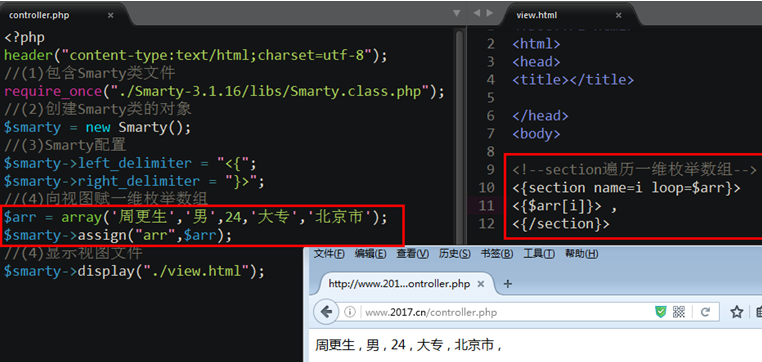 controller.php
<?php
header("content-type:text/html;charset=utf-8");
//(1)包含Smarty类文件
require_once("./Smarty-3.1.16/libs/Smarty.class.php");
//(2)创建Smarty类的对象
$smarty = new Smarty();
//(3)Smarty配置
$smarty->left_delimiter = "<{";
$smarty->right_delimiter = "}>";
//(4)向视图赋一维枚举数组
$arr = array('周更生','男',24,'大专','北京市');
$smarty->assign("arr",$arr);
//(4)显示视图文件
$smarty->display("./view.html");
view.html
2 <html>
3 <head>
4 <title></title>
5
6 </head>
7 <body>
8
9 <!--section遍历一维枚举数组-->
10 <{section name=i loop=$arr}>
11 <{$arr[i]}> ,
12 <{/section}>
文件(F) 编辑(E) 查看(V) 历史(S) 书签(B) 工具(T) 帮助(H)
http://www.201...ontroller.php
www.2017.cn/controller.php
周更生 , 男 , 24 , 大专 , 北京市 ,